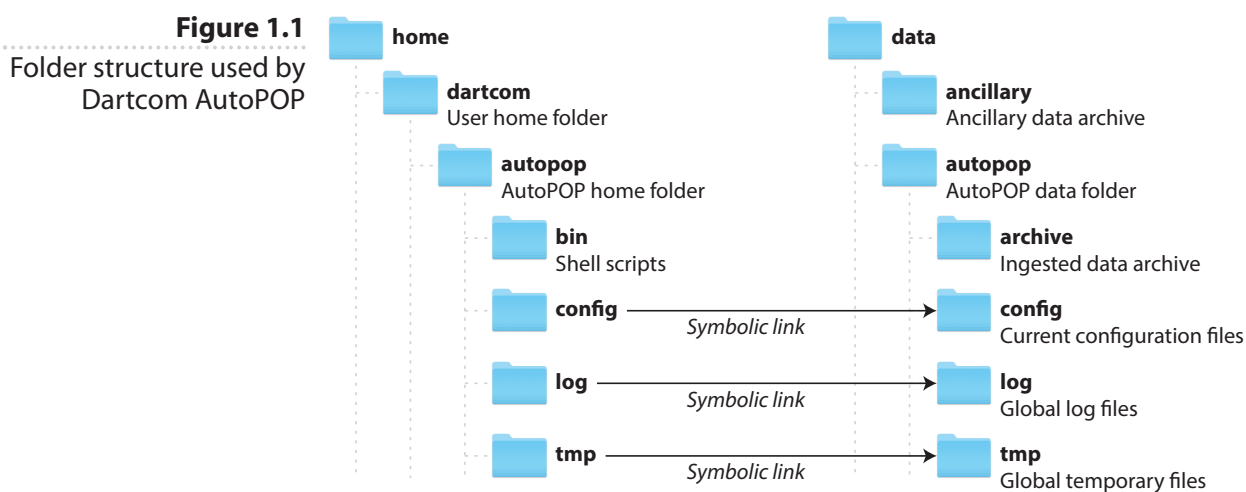 Figure 1.1
Folder structure used by
Dartcom AutoPOP
home
dartcom
User home folder
autopop
AutoPOP home folder
bin
Shell scripts
config
Symbolic link
log
Symbolic link
tmp
Symbolic link
data
ancillary
Ancillary data archive
autopop
AutoPOP data folder
archive
Ingested data archive
config
Current configuration files
log
Global log files
tmp
Global temporary files